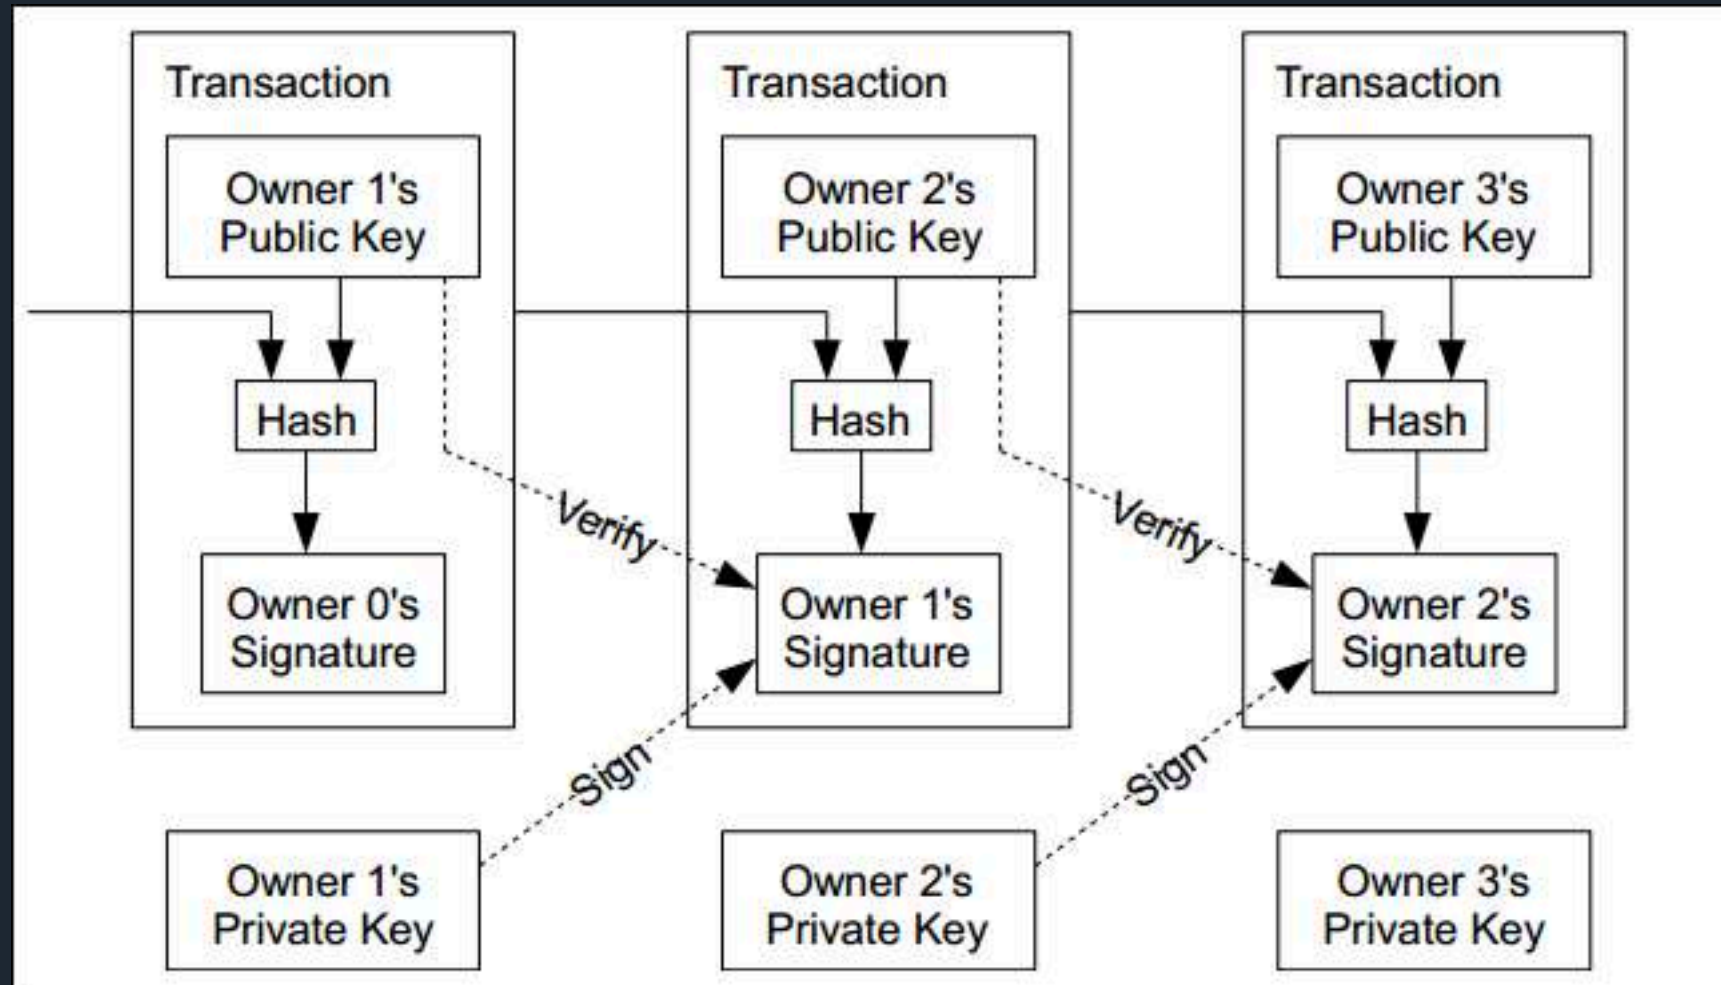 Transaction
Transaction
Transaction
Owner 1's
Public Key
Owner 2's
Public Key
Owner 3's
Public Key
Hash
Hash
Hash
Verify
Verify
Owner 0's
Signature
Owner 1's
Signature
Owner 2's
Signature
Sign
Sign
Owner 1's
Private Key
Owner 2's
Private Key
Owner 3's
Private Key